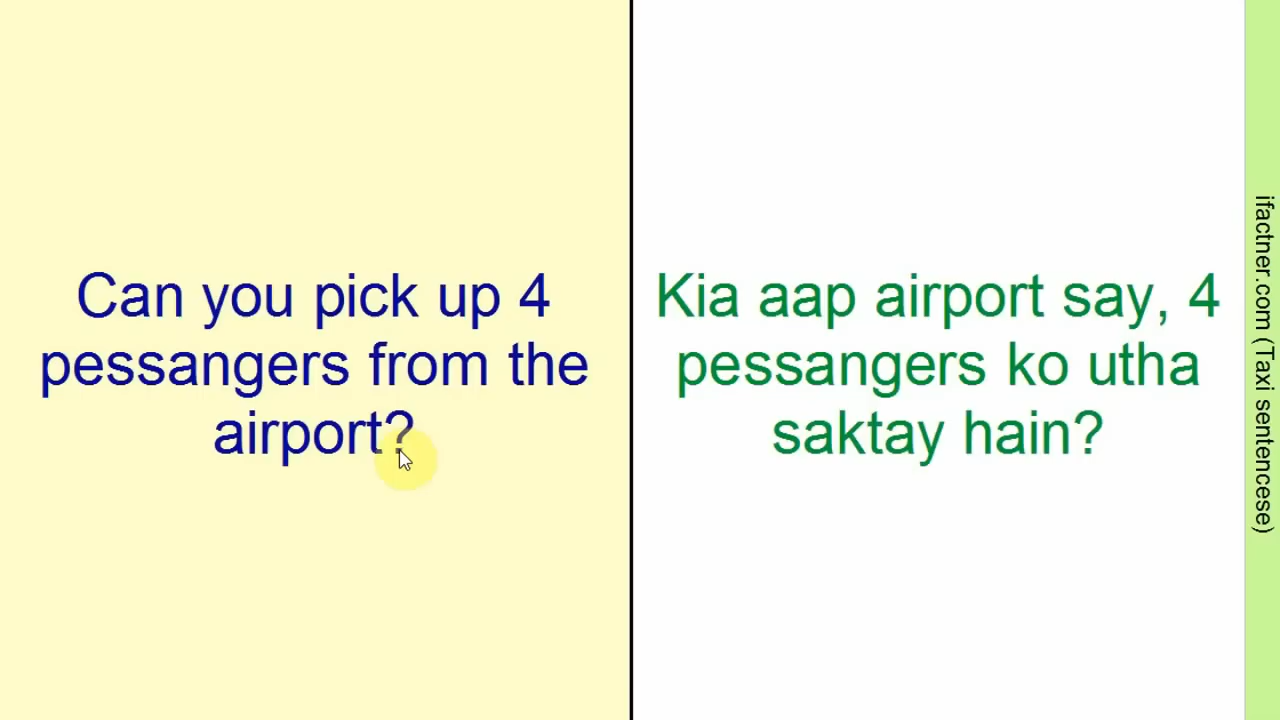 Can you pick up 4
pessangers from the
airport?
Kia aap airport say, 4
pessangers ko utha
saktay hain?
ifactner.com (Taxi sentencese)